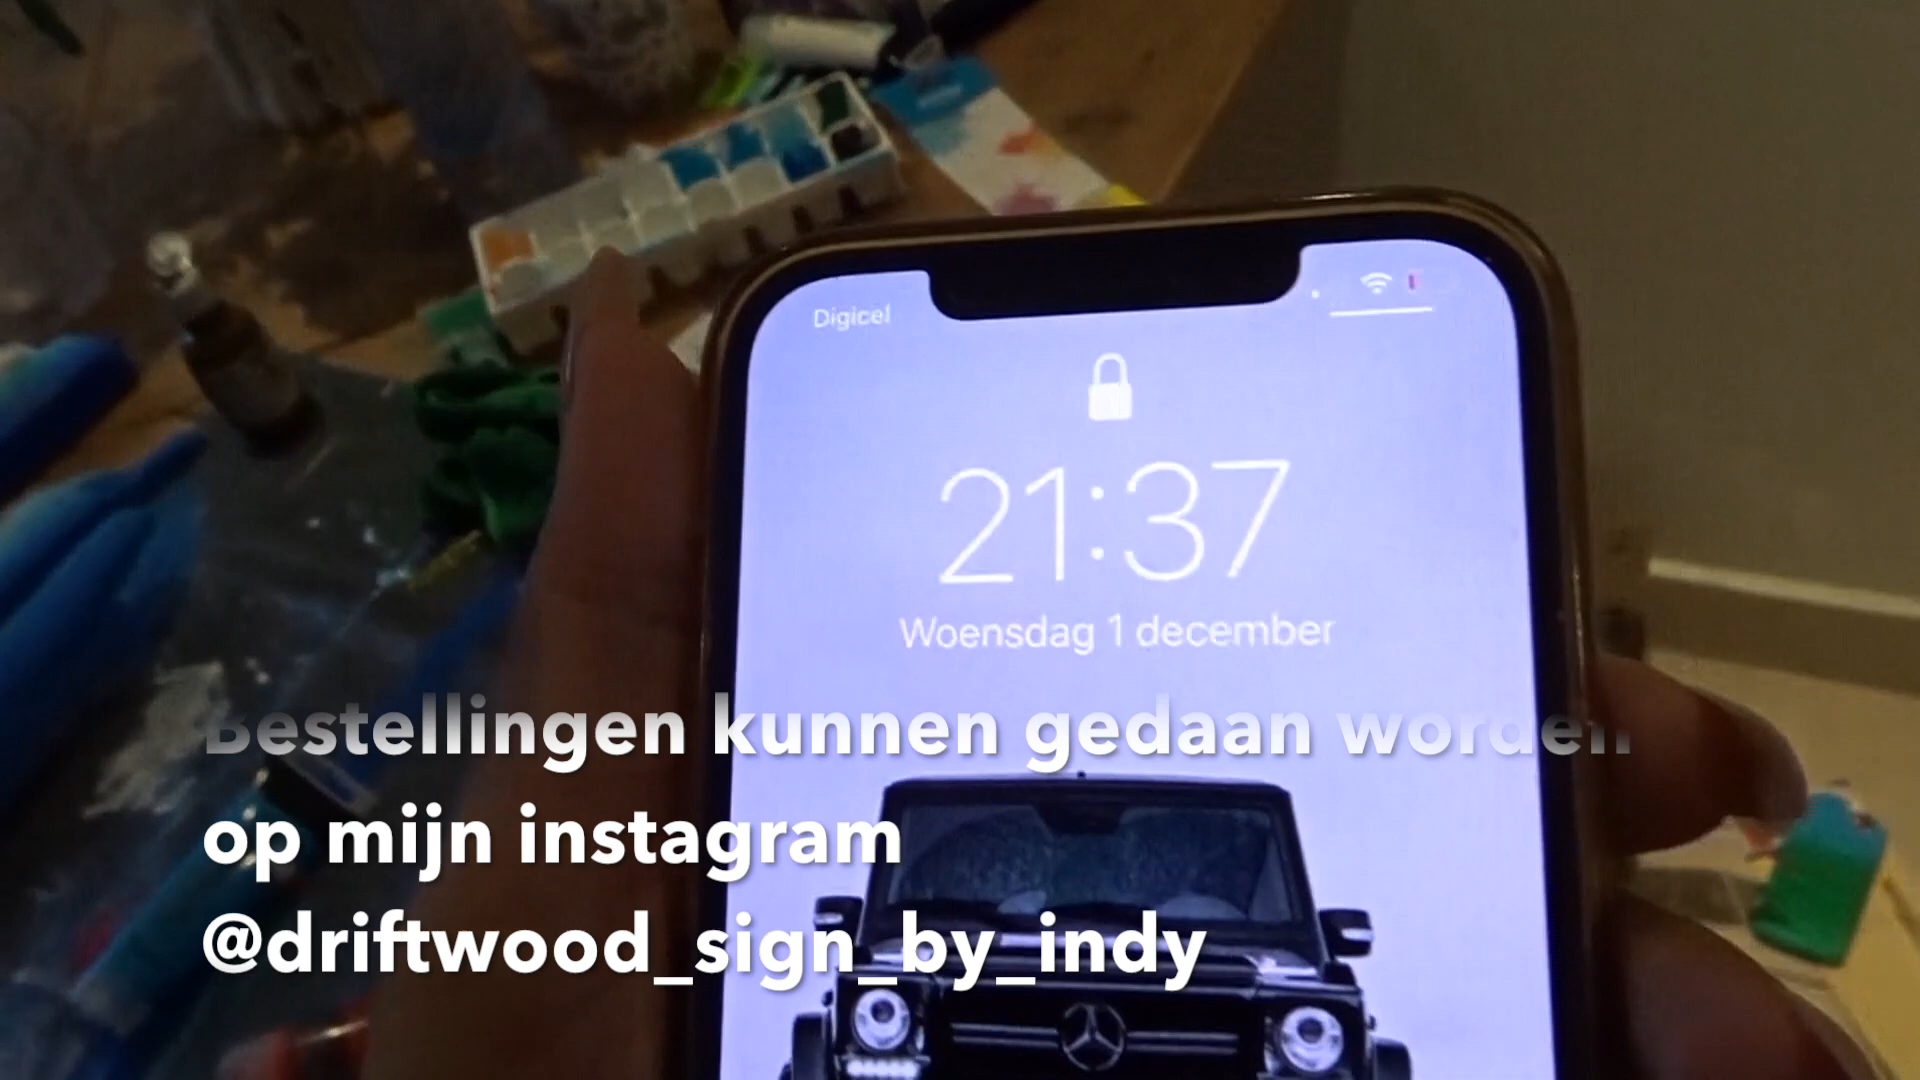 Digicel
21:37
Woensdag 1 december
Bestellingen kunnen gedaan worden
op mijn instagram
@driftwood_sign_by_indy